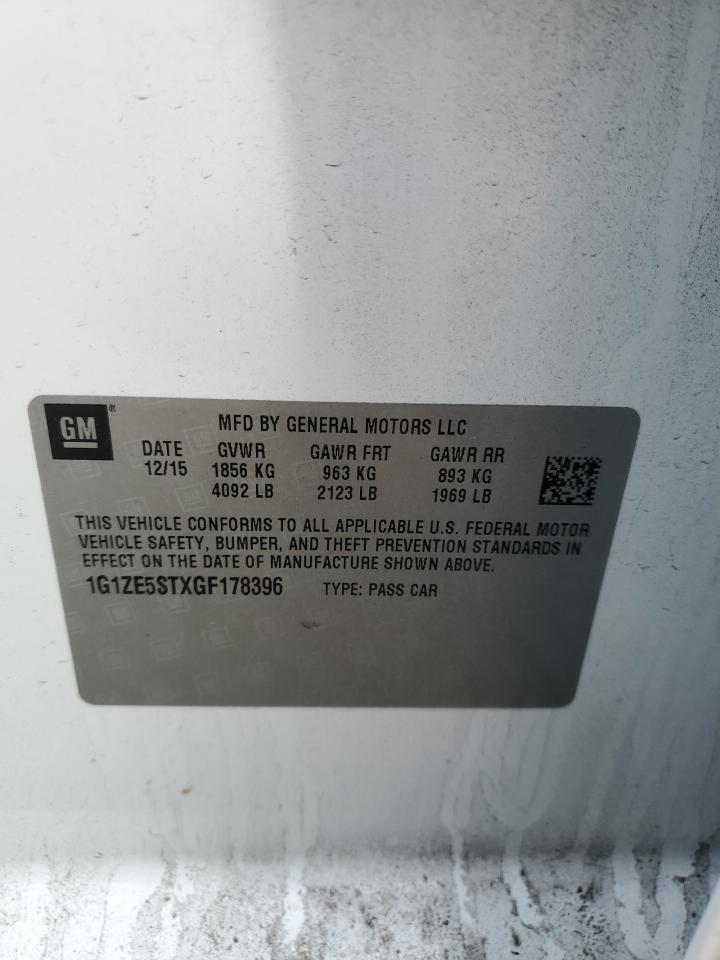 GM®
MFD BY GENERAL MOTORS LLC
DATE GVWR GAWR FRT GAWR RR
12/15 1856 KG 963 KG 893 KG
4092 LB 2123 LB 1969 LB
THIS VEHICLE CONFORMS TO ALL APPLICABLE U.S. FEDERAL MOTOR
VEHICLE SAFETY, BUMPER, AND THEFT PREVENTION STANDARDS IN
EFFECT ON THE DATE OF MANUFACTURE SHOWN ABOVE.
1G1ZE5STXGF178396 TYPE: PASS CAR